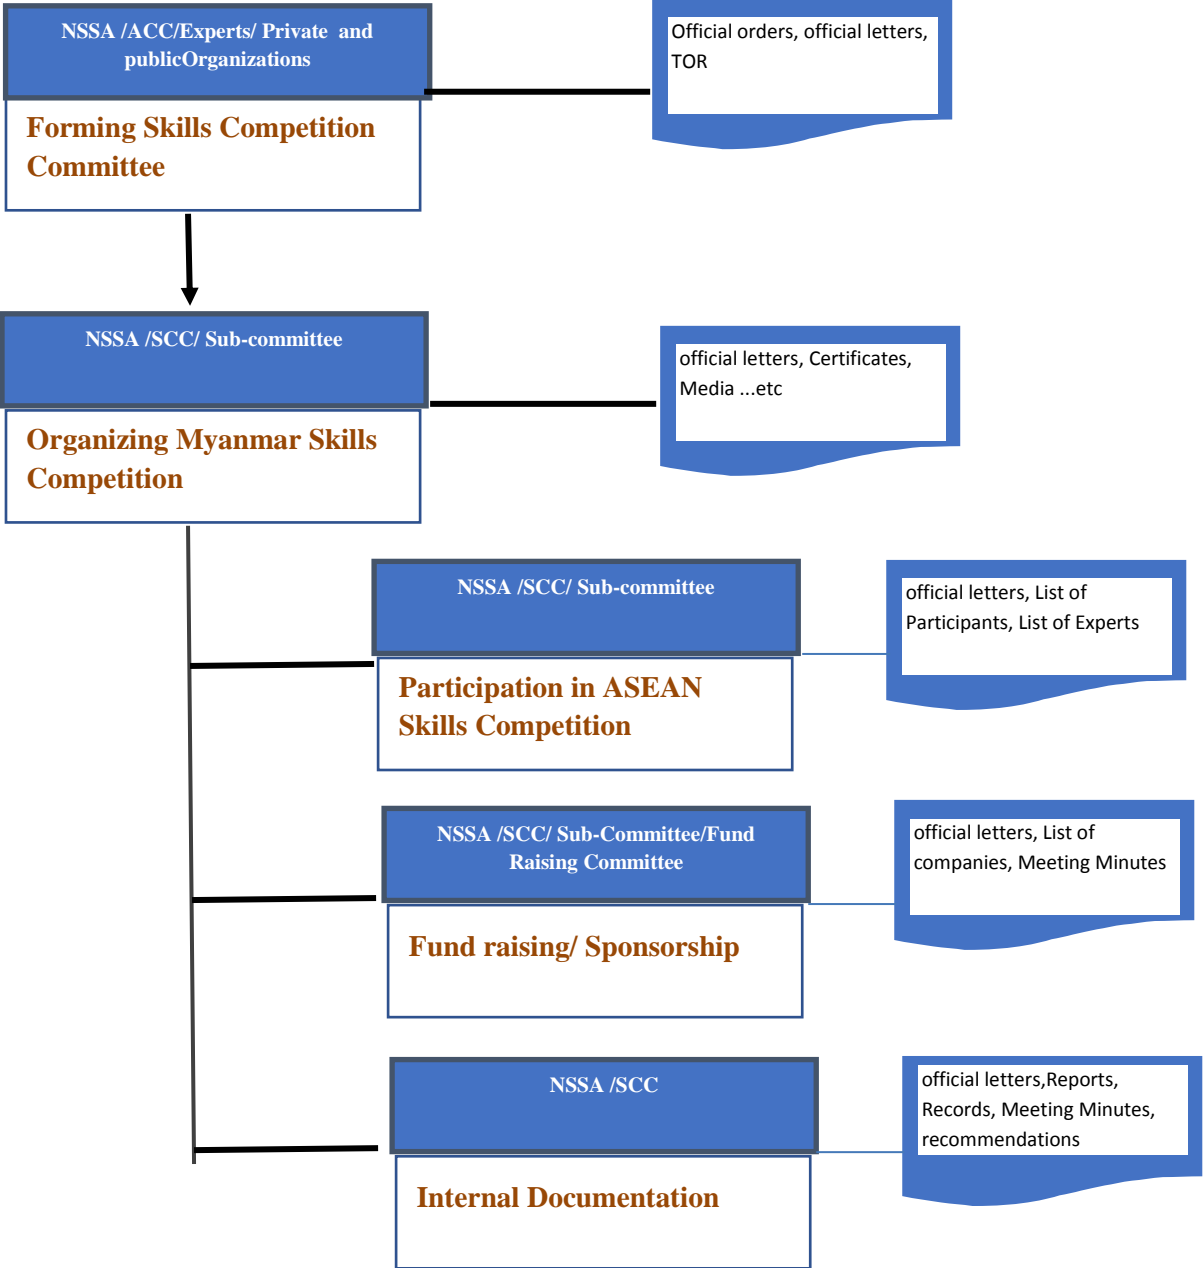 NSSA /ACC/Experts/ Private and
publicOrganizations
Official orders, official letters,
TOR
Forming Skills Competition
Committee
NSSA /SCC/ Sub-committee
official letters, Certificates,
Media ...etc
Organizing Myanmar Skills
Competition
NSSA /SCC/ Sub-committee
official letters, List of
Participants, List of Experts
Participation in ASEAN
Skills Competition
NSSA /SCC/ Sub-Committee/Fund
Raising Committee
official letters, List of
companies, Meeting Minutes
Fund raising/ Sponsorship
NSSA /SCC
official letters,Reports,
Records, Meeting Minutes,
recommendations
Internal Documentation